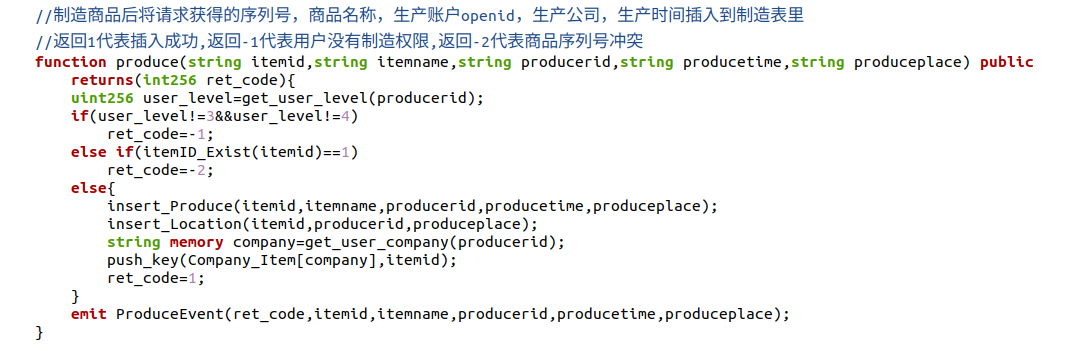 //制造商品后将请求获得的序列号，商品名称，生产账户openid，生产公司，生产时间插入到制造表里
//返回1代表插入成功,返回-1代表用户没有制造权限,返回-2代表商品序列号冲突
function produce(string itemid,string itemname,string producerid,string producetime,string produceplace) public
    returns(int256 ret_code){
    uint256 user_level=get_user_level(producerid);
    if(user_level!=3&&user_level!=4)
        ret_code=-1;
    else if(itemID_Exist(itemid)==1)
        ret_code=-2;
    else{
        insert_Produce(itemid,itemname,producerid,producetime,produceplace);
        insert_Location(itemid,producerid,produceplace);
        string memory company=get_user_company(producerid);
        push_key(Company_Item[company],itemid);
        ret_code=1;
    }
    emit ProduceEvent(ret_code,itemid,itemname,producerid,producetime,produceplace);
}